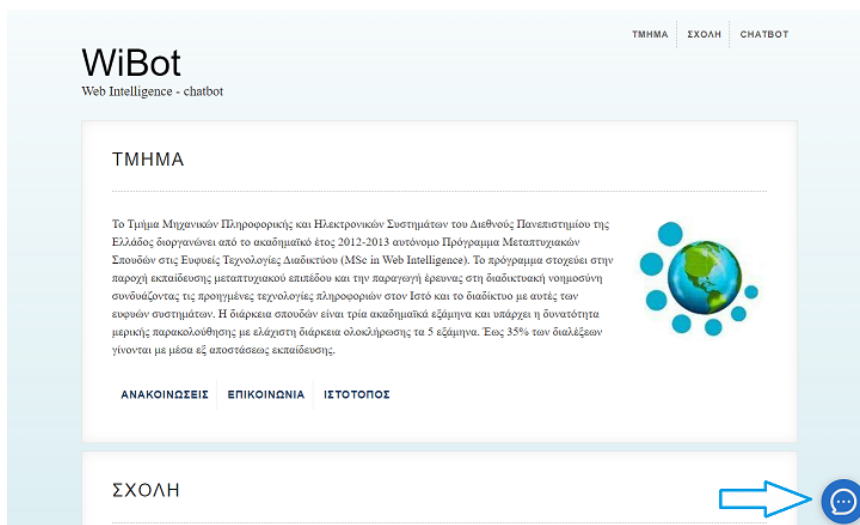 ΤΜΗΜΑ ΣΧΟΛΗ CHATBOT
WiBot
Web Intelligence - chatbot
ΤΜΗΜΑ
Το Τμήμα Μηχανικών Πληροφορικής και Ηλεκτρονικών Συστημάτων του Διεθνούς Πανεπιστημίου της
Ελλάδος διοργανώνει από το ακαδημαϊκό έτος 2012-2013 αυτόνομο Πρόγραμμα Μεταπτυχιακών
Σπουδών στις Ευφυείς Τεχνολογίες Διαδικτύου (MSc in Web Intelligence). Το πρόγραμμα στοχεύει στην
παροχή εκπαίδευσης μεταπτυχιακού επιπέδου και την παραγωγή έρευνας στη διαδικτυακή νοημοσύνη
συνδυάζοντας τις προηγμένες τεχνολογίες πληροφοριών στον Ιστό και το διαδίκτυο με αυτές των
ευφυών συστημάτων. Η διάρκεια σπουδών είναι τρία ακαδημαϊκά εξάμηνα και υπάρχει η δυνατότητα
μερικής παρακολούθησης με ελάχιστη διάρκεια ολοκλήρωσης τα 5 εξάμηνα. Έως 35% των διαλέξεων
γίνονται με μέσα εξ αποστάσεως εκπαίδευσης.
ΑΝΑΚΟΙΝΩΣΕΙΣ ΕΠΙΚΟΙΝΩΝΙΑ ΙΣΤΟΤΟΠΟΣ
ΣΧΟΛΗ